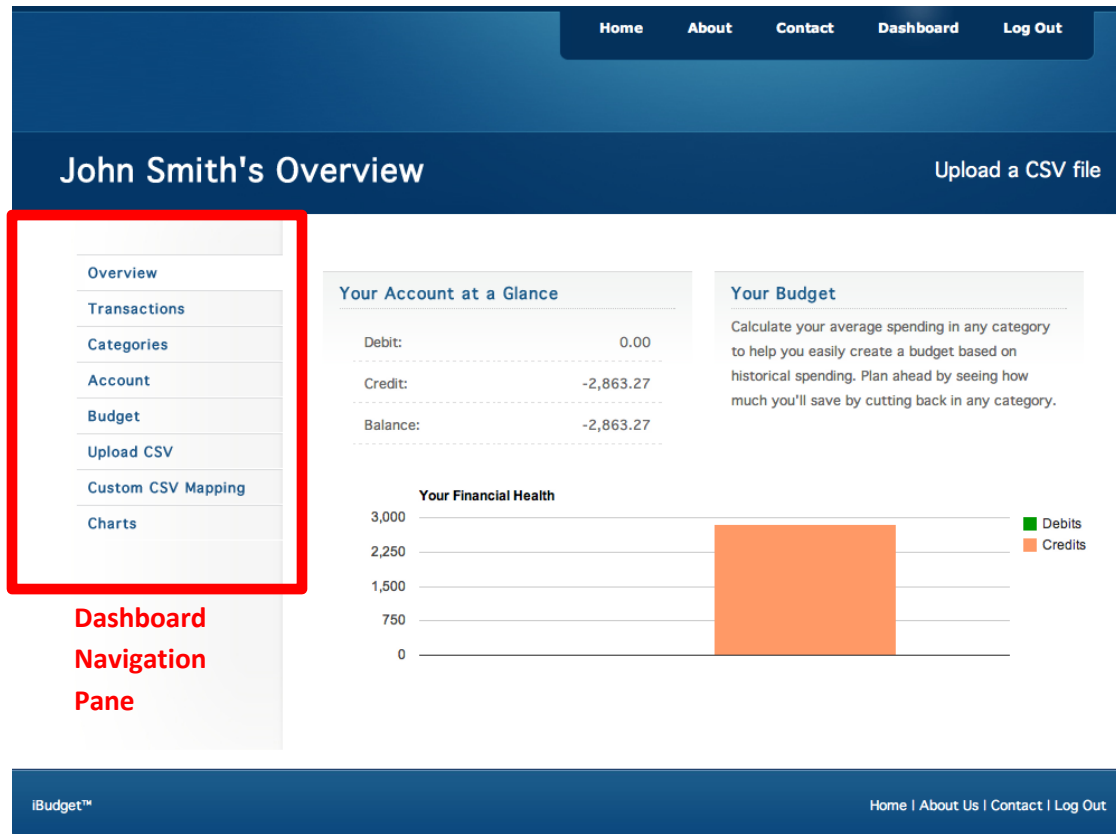 Home About Contact Dashboard Log Out
John Smith's Overview
Upload a CSV file
Overview
Transactions
Categories
Account
Budget
Upload CSV
Custom CSV Mapping
Charts
Dashboard
Navigation
Pane
Your Account at a Glance
Debit: 0.00
Credit: -2,863.27
Balance: -2,863.27
Your Budget
Calculate your average spending in any category
to help you easily create a budget based on
historical spending. Plan ahead by seeing how
much you'll save by cutting back in any category.
Your Financial Health
3,000
2,250
1,500
750
0
Debits
Credits
iBudget™
Home | About Us | Contact | Log Out